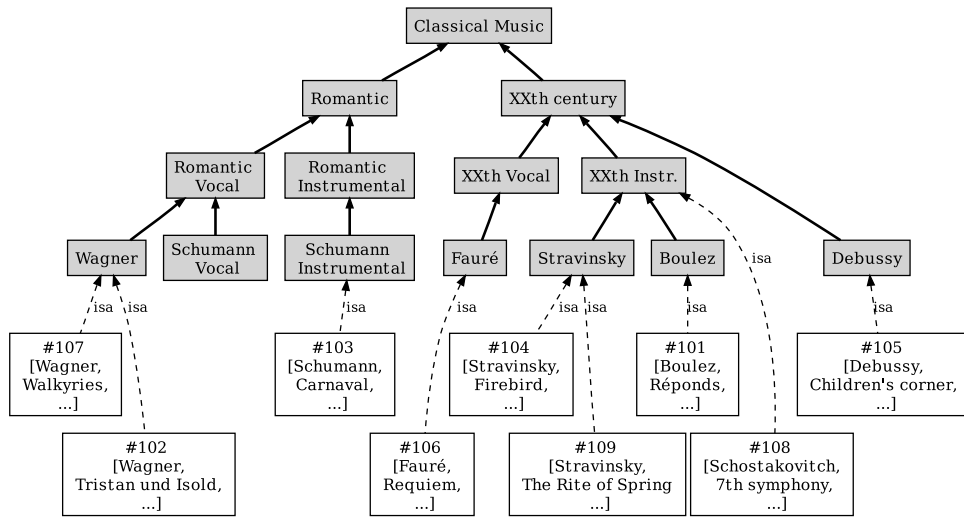 Classical Music
Romantic
XXth century
Romantic
Vocal
Romantic
Instrumental
XXth Vocal
XXth Instr.
Wagner
Schumann
Vocal
Schumann
Instrumental
Fauré
Stravinsky
Boulez
Debussy
isa
isa
isa
isa
isa
isa
isa
isa
isa
#107
[Wagner,
Walkyries,
...]
#103
[Schumann,
Carnaval,
...]
#104
[Stravinsky,
Firebird,
...]
#101
[Boulez,
Réponds,
...]
#105
[Debussy,
Children's corner,
...]
#102
[Wagner,
Tristan und Isold,
...]
#106
[Fauré,
Requiem,
...]
#109
[Stravinsky,
The Rite of Spring
...]
#108
[Schostakovitch,
7th symphony,
...]